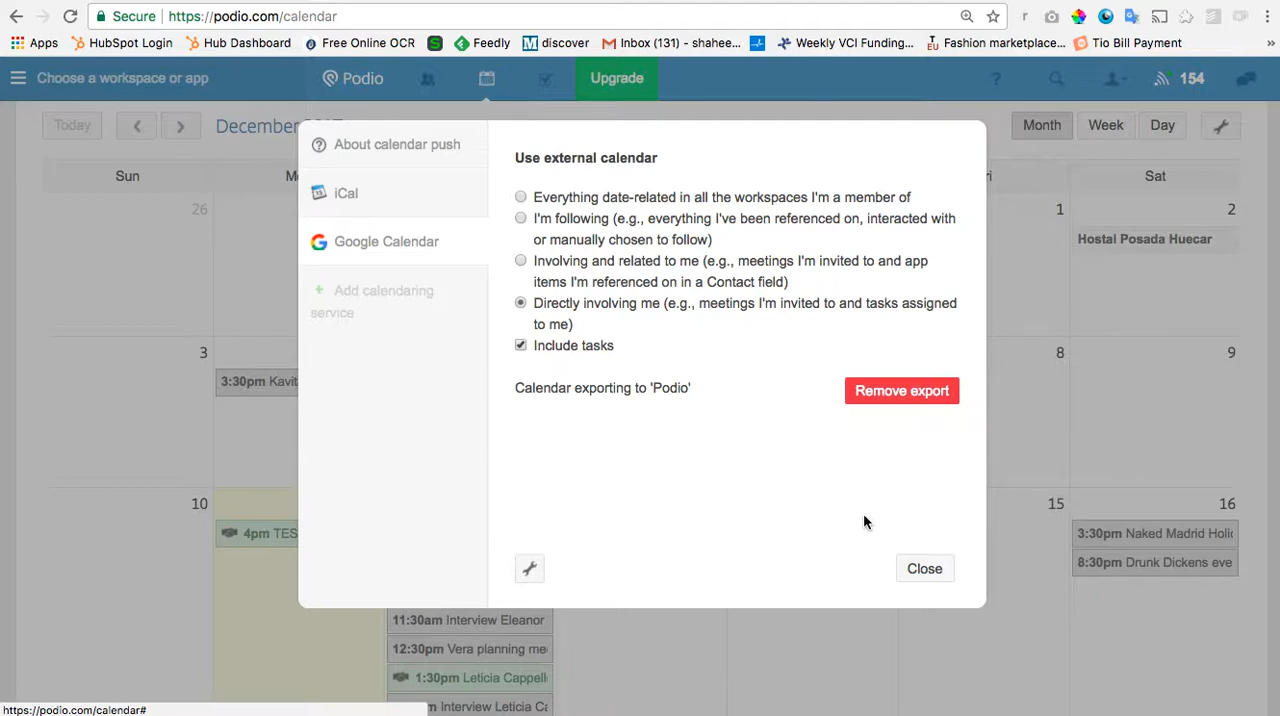 Secure https://podio.com/calendar
Apps HubSpot Login Hub Dashboard Free Online OCR S Feedly M discover Inbox (131) - shahee... Weekly VCI Funding... T EU Fashion marketplace... Tio Bill Payment »
Choose a workspace or app Podio Upgrade ? 154
Today December Month Week Day
Sun Sat
26 1 2
Hostal Posada Huecar
3 8 9
3:30pm Kavit
10 15 16
4pm TES
3:30pm Naked Madrid Holi
8:30pm Drunk Dickens eve
11:30am Interview Eleanor
12:30pm Vera planning me
1:30pm Leticia Cappell
Interview Leticia Ca
About calendar push
iCal
Google Calendar
+ Add calendaring
service
Use external calendar
Everything date-related in all the workspaces I'm a member of
I'm following (e.g., everything I've been referenced on, interacted with
or manually chosen to follow)
Involving and related to me (e.g., meetings I'm invited to and app
items I'm referenced on in a Contact field)
Directly involving me (e.g., meetings I'm invited to and tasks assigned
to me)
Include tasks
Calendar exporting to 'Podio' Remove export
Close
https://podio.com/calendar#